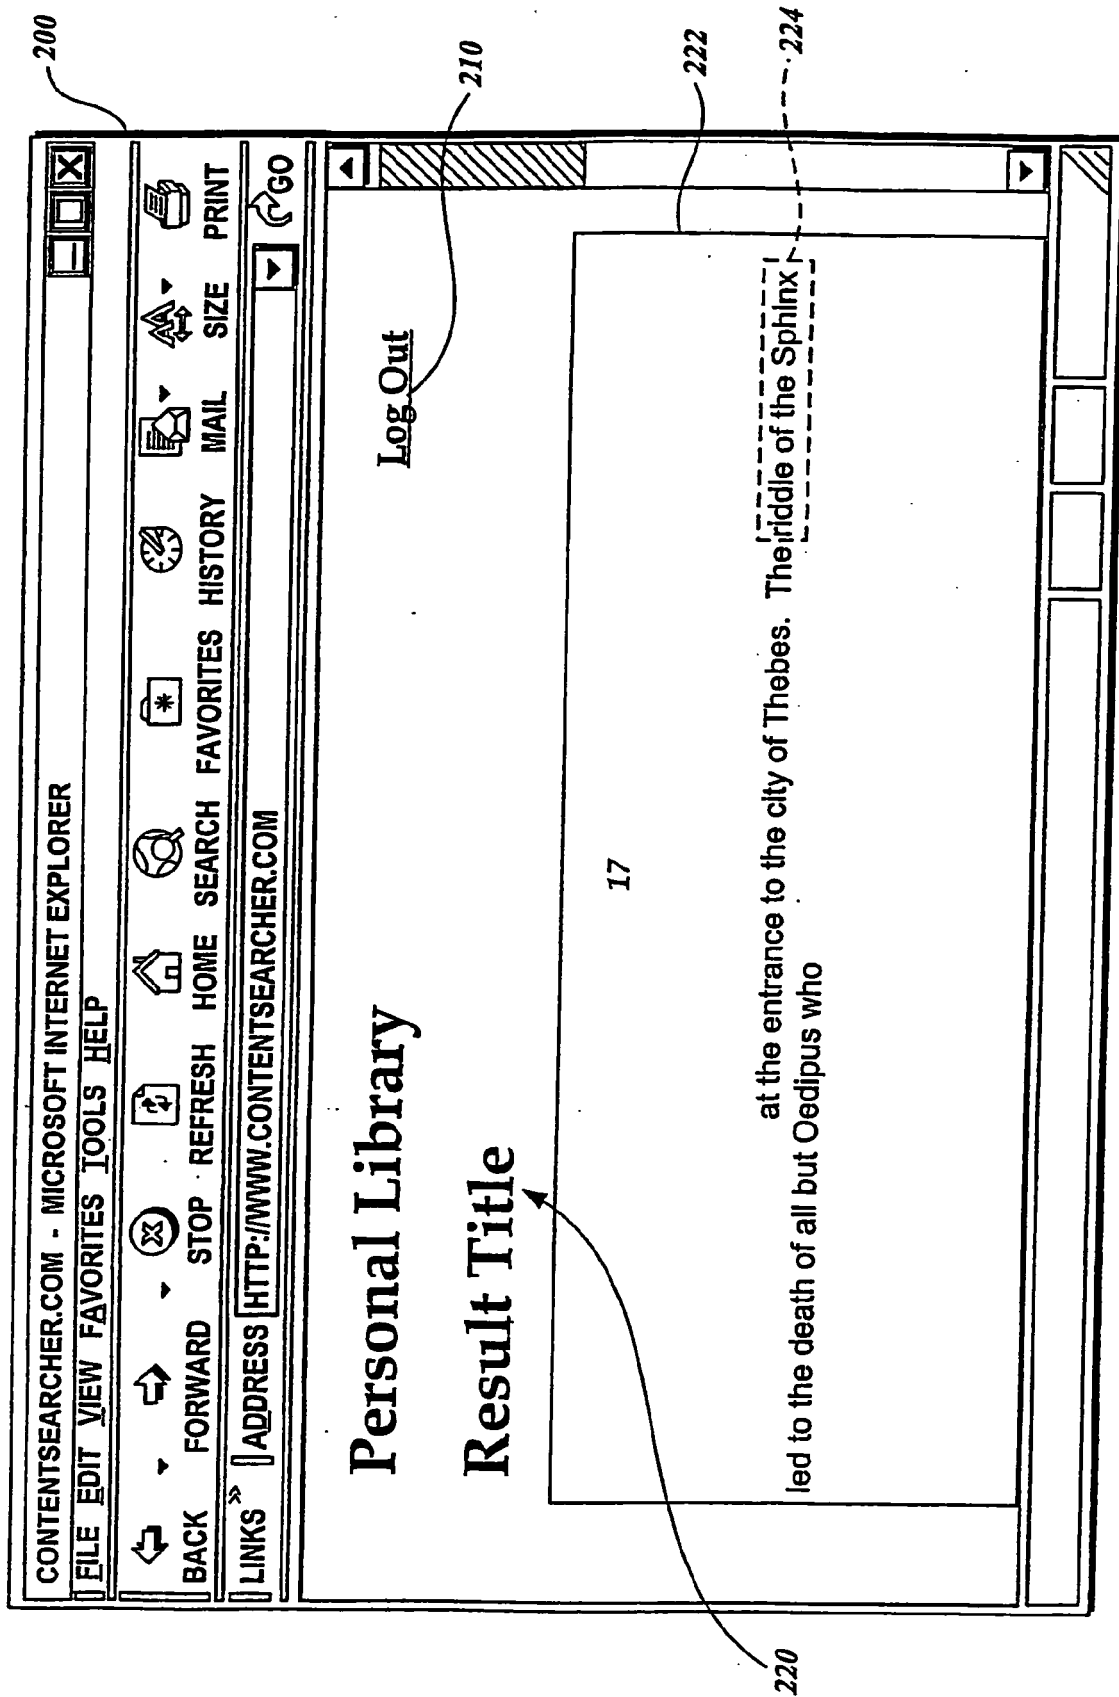 CONTENTSEARCHER.COM - MICROSOFT INTERNET EXPLORER
FILE EDIT VIEW FAVORITES TOOLS HELP
BACK FORWARD STOP REFRESH HOME SEARCH FAVORITES HISTORY MAIL SIZE PRINT
LINKS » ADDRESS HTTP://WWW.CONTENTSEARCHER.COM GO
200
Personal Library
Log Out
210
Result Title
220
222
17
at the entrance to the city of Thebes. The riddle of the Sphinx
224
led to the death of all but Oedipus who